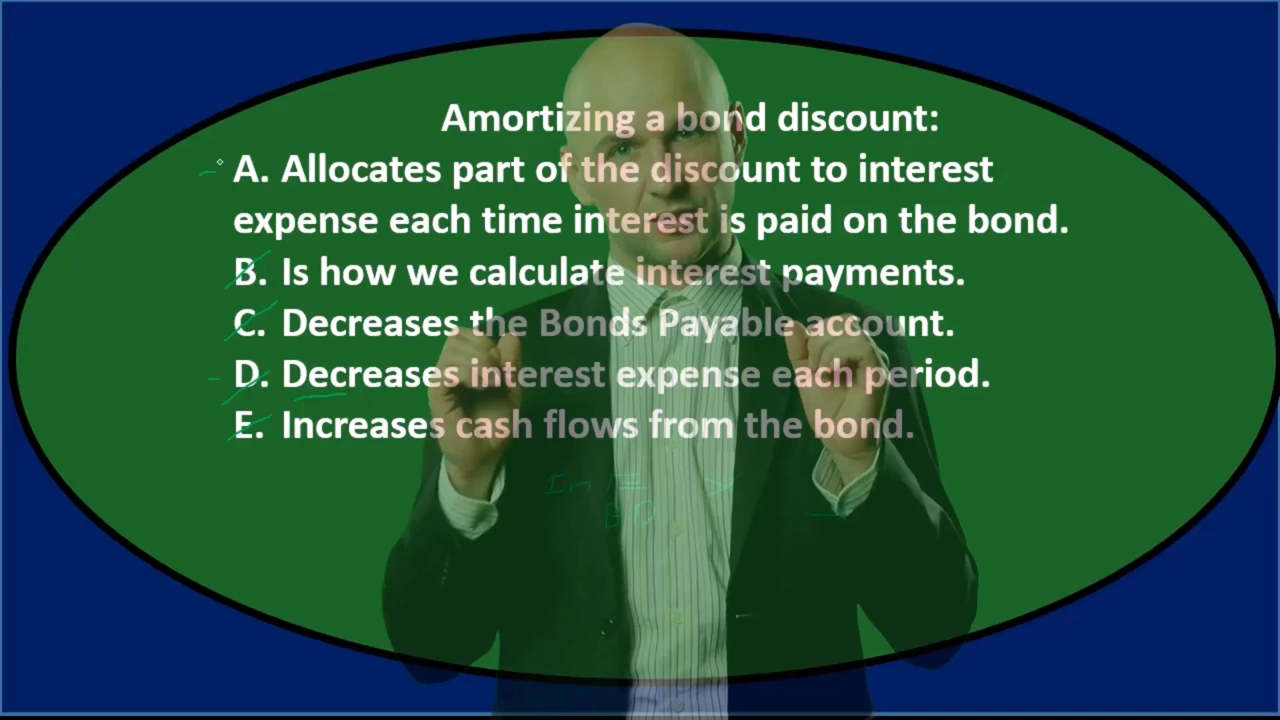 Amortizing a bond discount:
A. Allocates part of the discount to interest
expense each time interest is paid on the bond.
B. Is how we calculate interest payments.
C. Decreases the Bonds Payable account.
D. Decreases interest expense each period.
E. Increases cash flows from the bond.